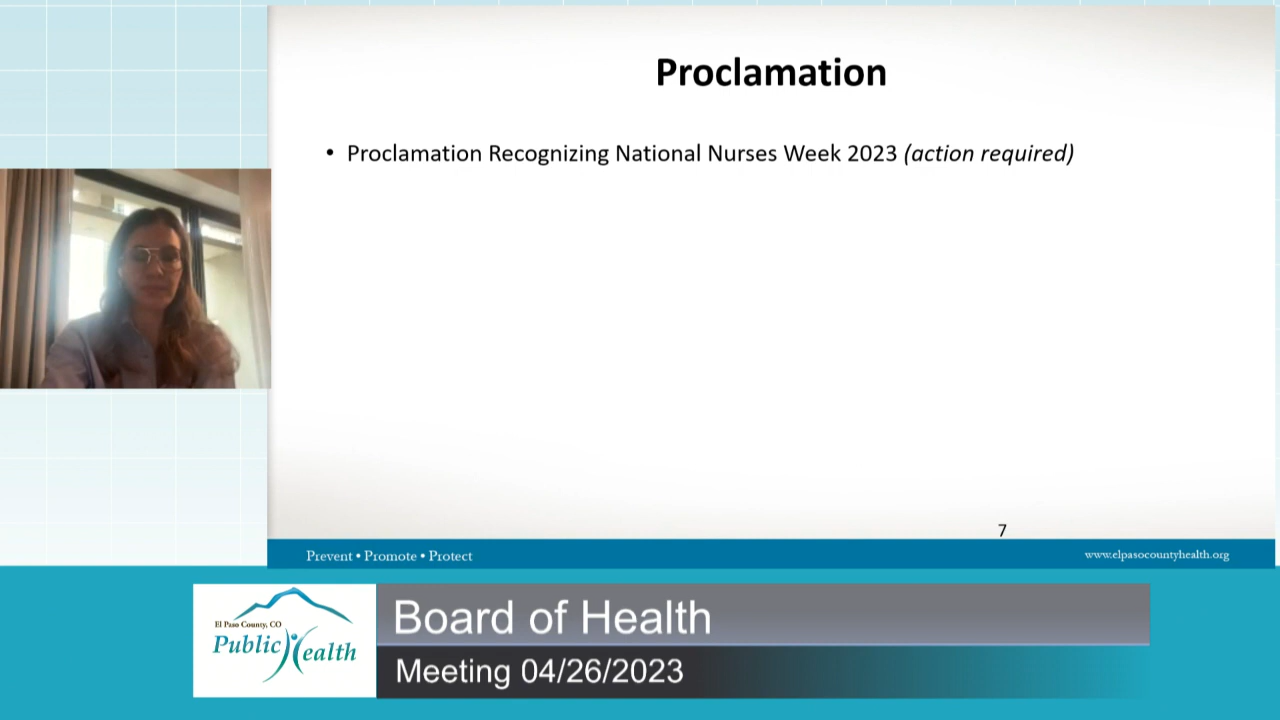 Proclamation
• Proclamation Recognizing National Nurses Week 2023 (action required)
7
Prevent • Promote • Protect
www.elpasocountyhealth.org
El Paso County, CO
Public Health
Board of Health
Meeting 04/26/2023